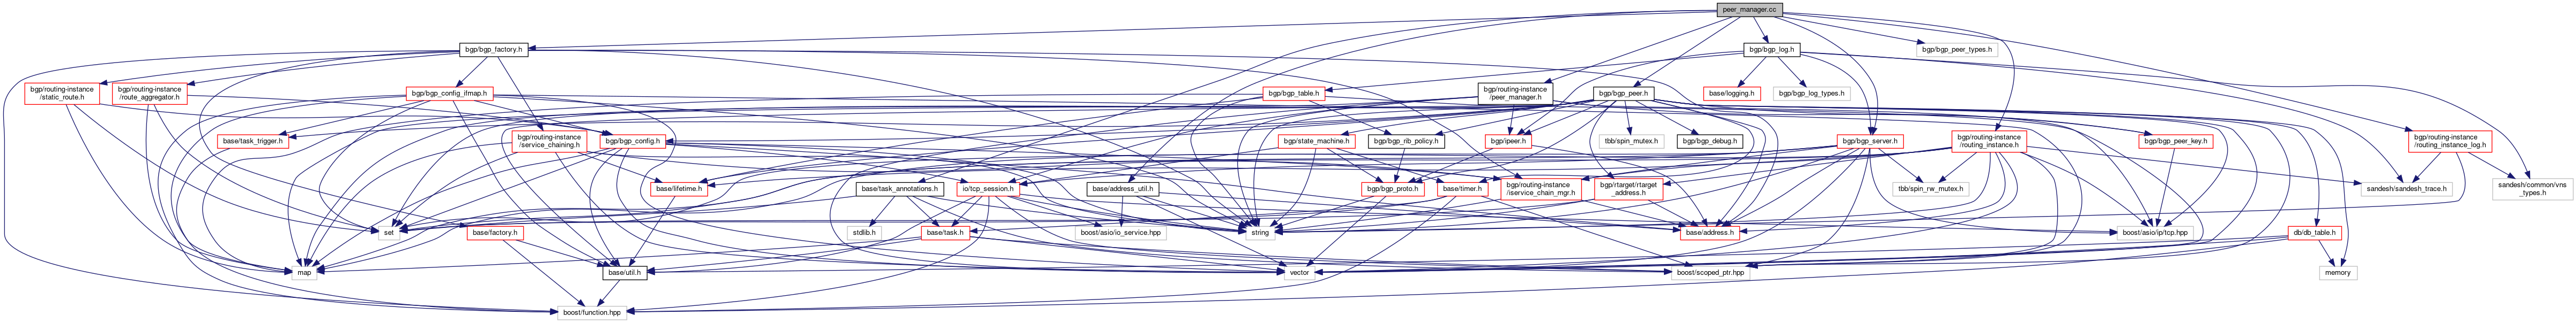 peer_manager.cc
bgp/bgp_factory.h
bgp/bgp_log.h
bgp/bgp_peer_types.h
bgp/routing-instance
/static_route.h
bgp/routing-instance
/route_aggregator.h
bgp/bgp_config_ifmap.h
bgp/bgp_table.h
bgp/routing-instance
/peer_manager.h
bgp/bgp_peer.h
base/logging.h
bgp/bgp_log_types.h
base/task_trigger.h
bgp/routing-instance
/service_chaining.h
bgp/bgp_config.h
bgp/state_machine.h
bgp/bgp_rib_policy.h
bgp/ipeer.h
tbb/spin_mutex.h
bgp/bgp_debug.h
bgp/bgp_server.h
bgp/routing-instance
/routing_instance.h
bgp/bgp_peer_key.h
bgp/routing-instance
/routing_instance_log.h
base/lifetime.h
base/task_annotations.h
io/tcp_session.h
base/address_util.h
bgp/bgp_proto.h
base/timer.h
bgp/routing-instance
/iservice_chain_mgr.h
bgp/rtarget/rtarget
_address.h
tbb/spin_rw_mutex.h
sandesh/sandesh_trace.h
sandesh/common/vns
_types.h
set
base/factory.h
stdlib.h
base/task.h
boost/asio/io_service.hpp
string
base/address.h
boost/asio/ip/tcp.hpp
db/db_table.h
map
base/util.h
vector
boost/scoped_ptr.hpp
memory
boost/function.hpp